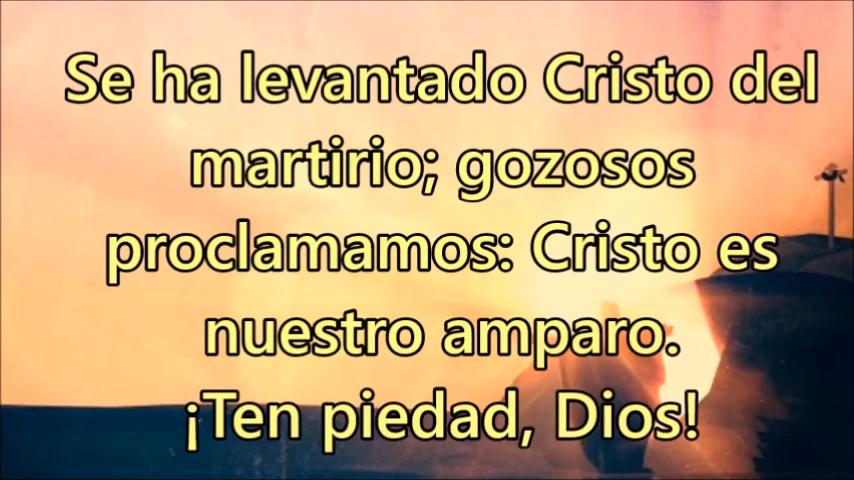 Se ha levantado Cristo del
martirio; gozosos
proclamamos: Cristo es
nuestro amparo.
¡Ten piedad, Dios!